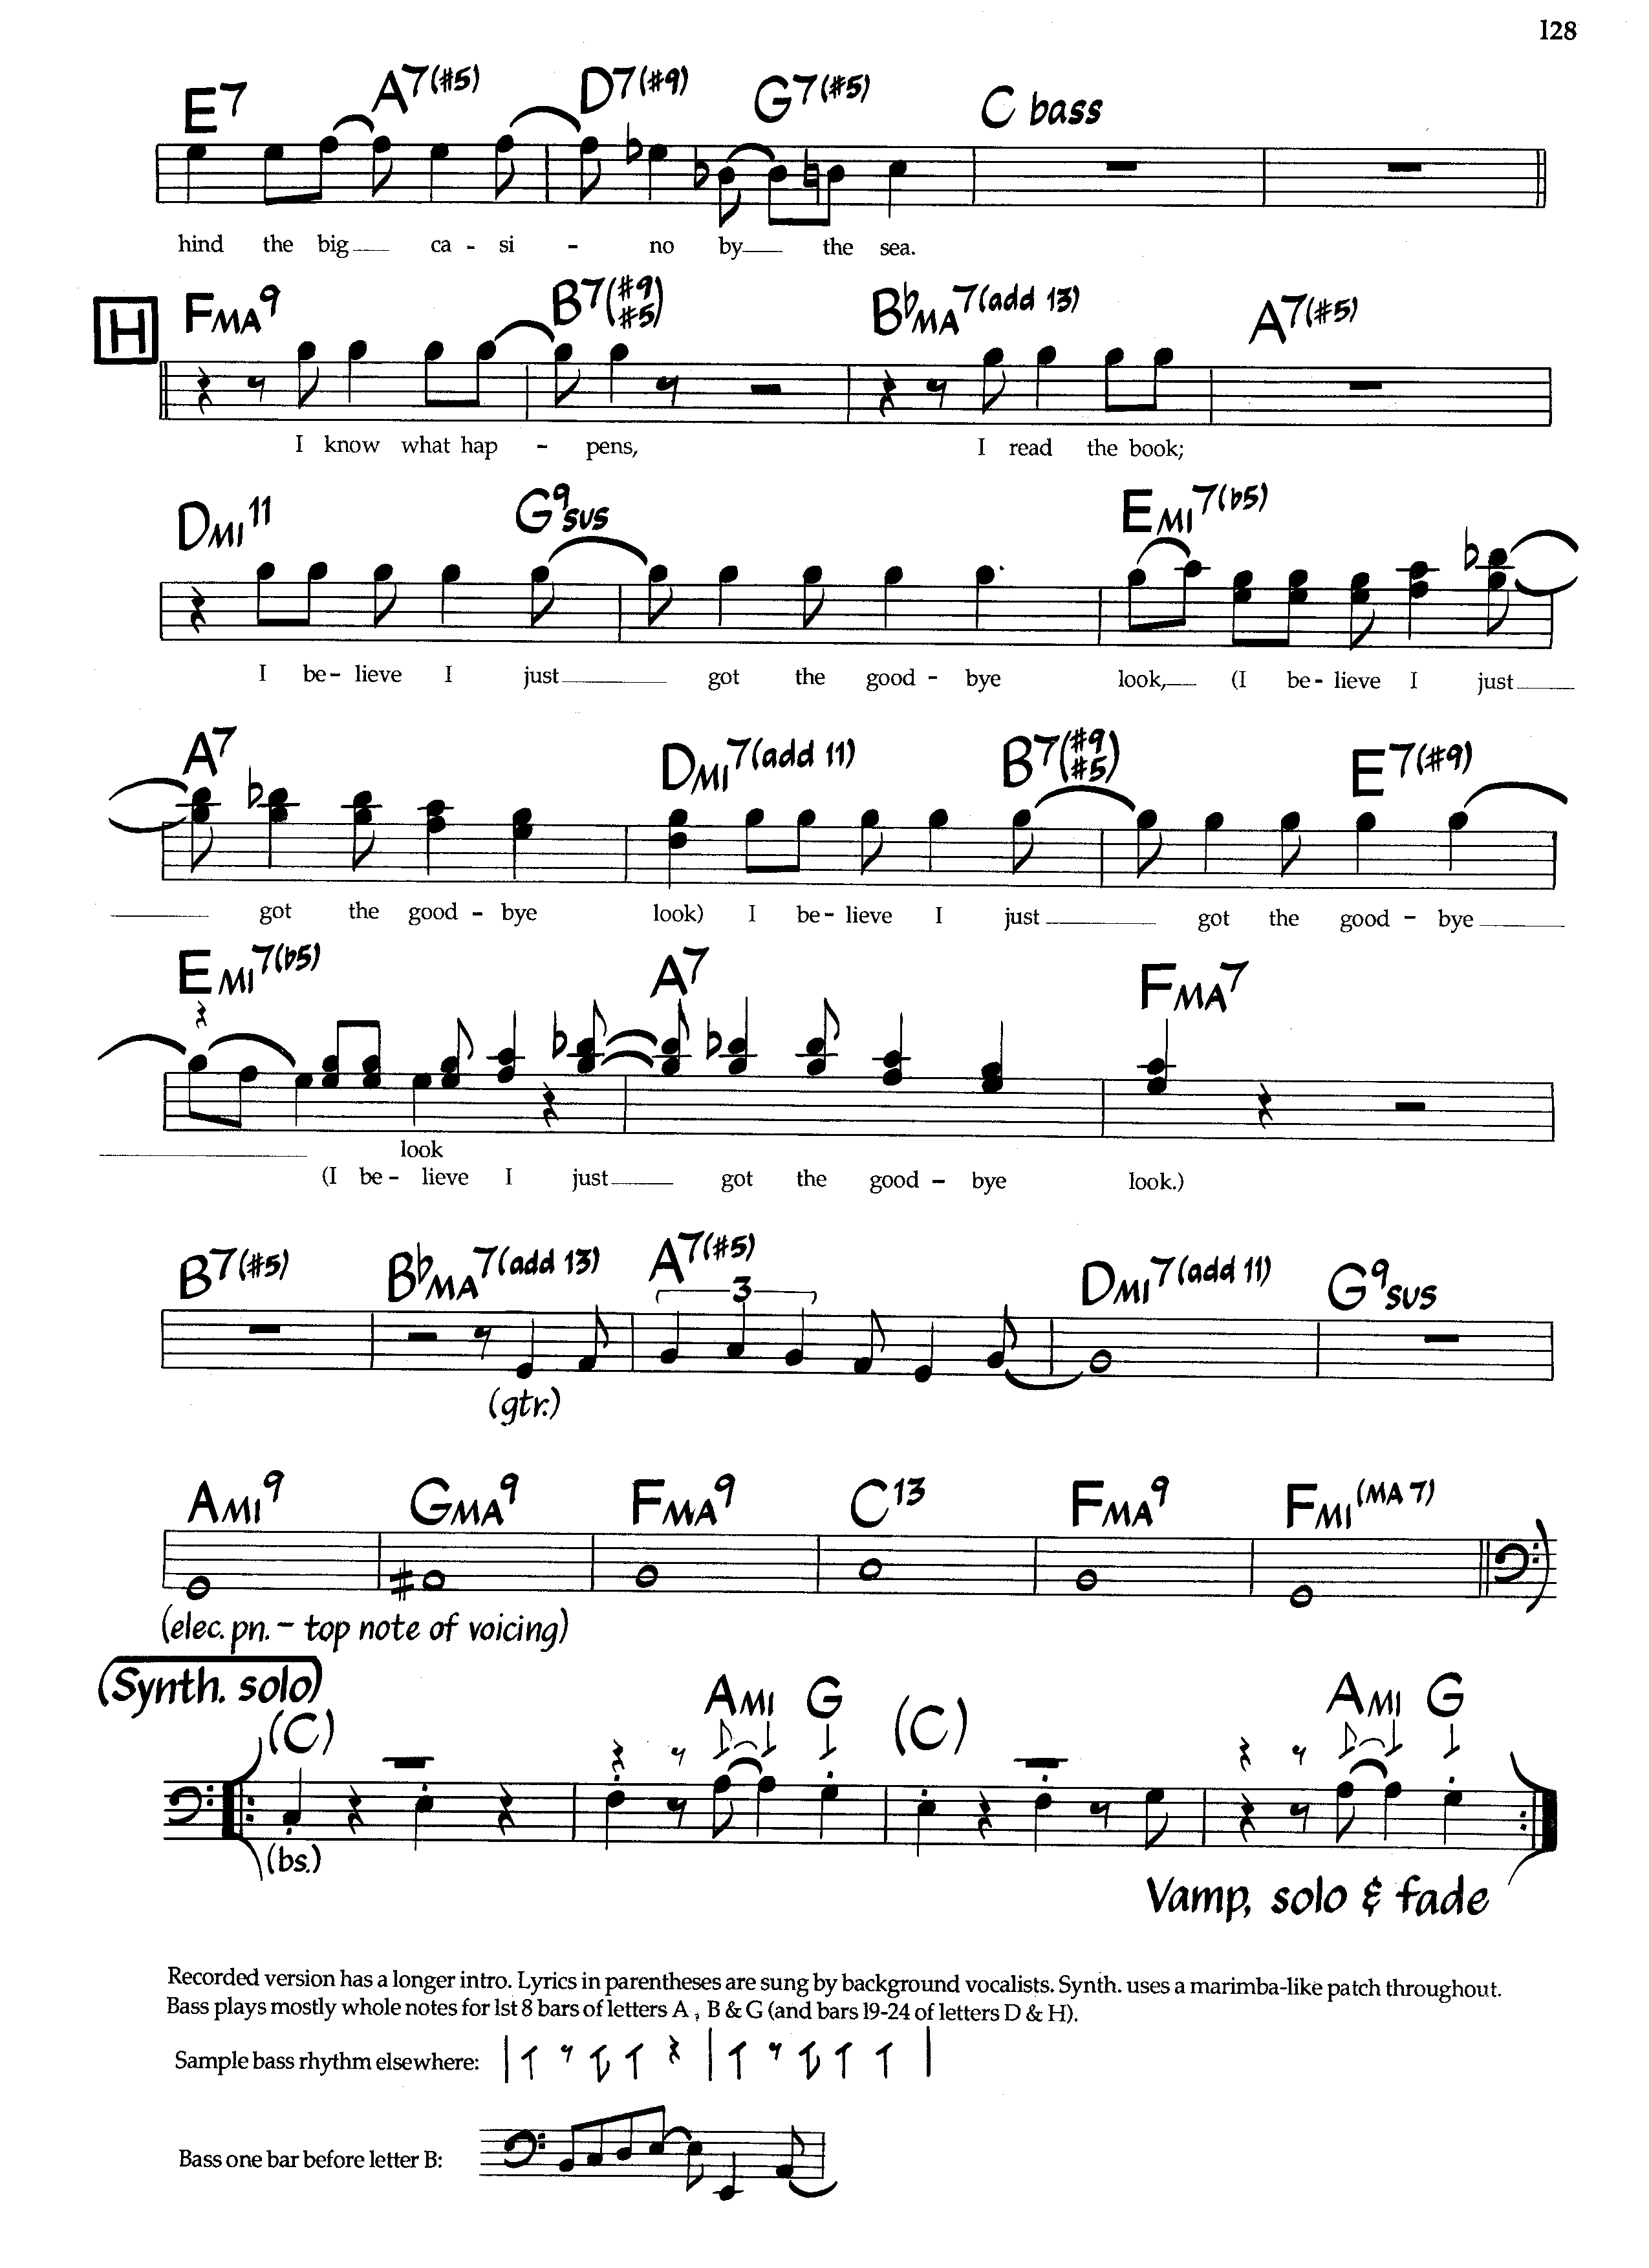 128
E7 A7(#5) D7(#9) G7(#5) C bass
hind the big ca - si - no by the sea.
H FMA9 B7(#9 #5) B♭MA7(add 13) A7(#5)
I know what hap - pens, I read the book;
DMI11 G9SUS EMI7(♭5)
I be - lieve I just got the good - bye look, (I be - lieve I just
A7 DMI7(add 11) B7(#9 #5) E7(#9)
got the good - bye look) I be - lieve I just got the good - bye
EMI7(♭5) A7 FMA7
look
(I be - lieve I just got the good - bye look.)
B7(#5) B♭MA7(add 13) A7(#5) DMI7(add 11) G9SUS
3
(gtr.)
AMI9 GMA9 FMA9 C13 FMA9 FMI(MA 7)
(elec. pn. - top note of voicing)
(Synth. solo)
(C) AMI G (C) AMI G
(bs.)
Vamp, solo & fade
Recorded version has a longer intro. Lyrics in parentheses are sung by background vocalists. Synth. uses a marimba-like patch throughout.
Bass plays mostly whole notes for 1st 8 bars of letters A, B & G (and bars 19-24 of letters D & H).
Sample bass rhythm elsewhere:
Bass one bar before letter B: